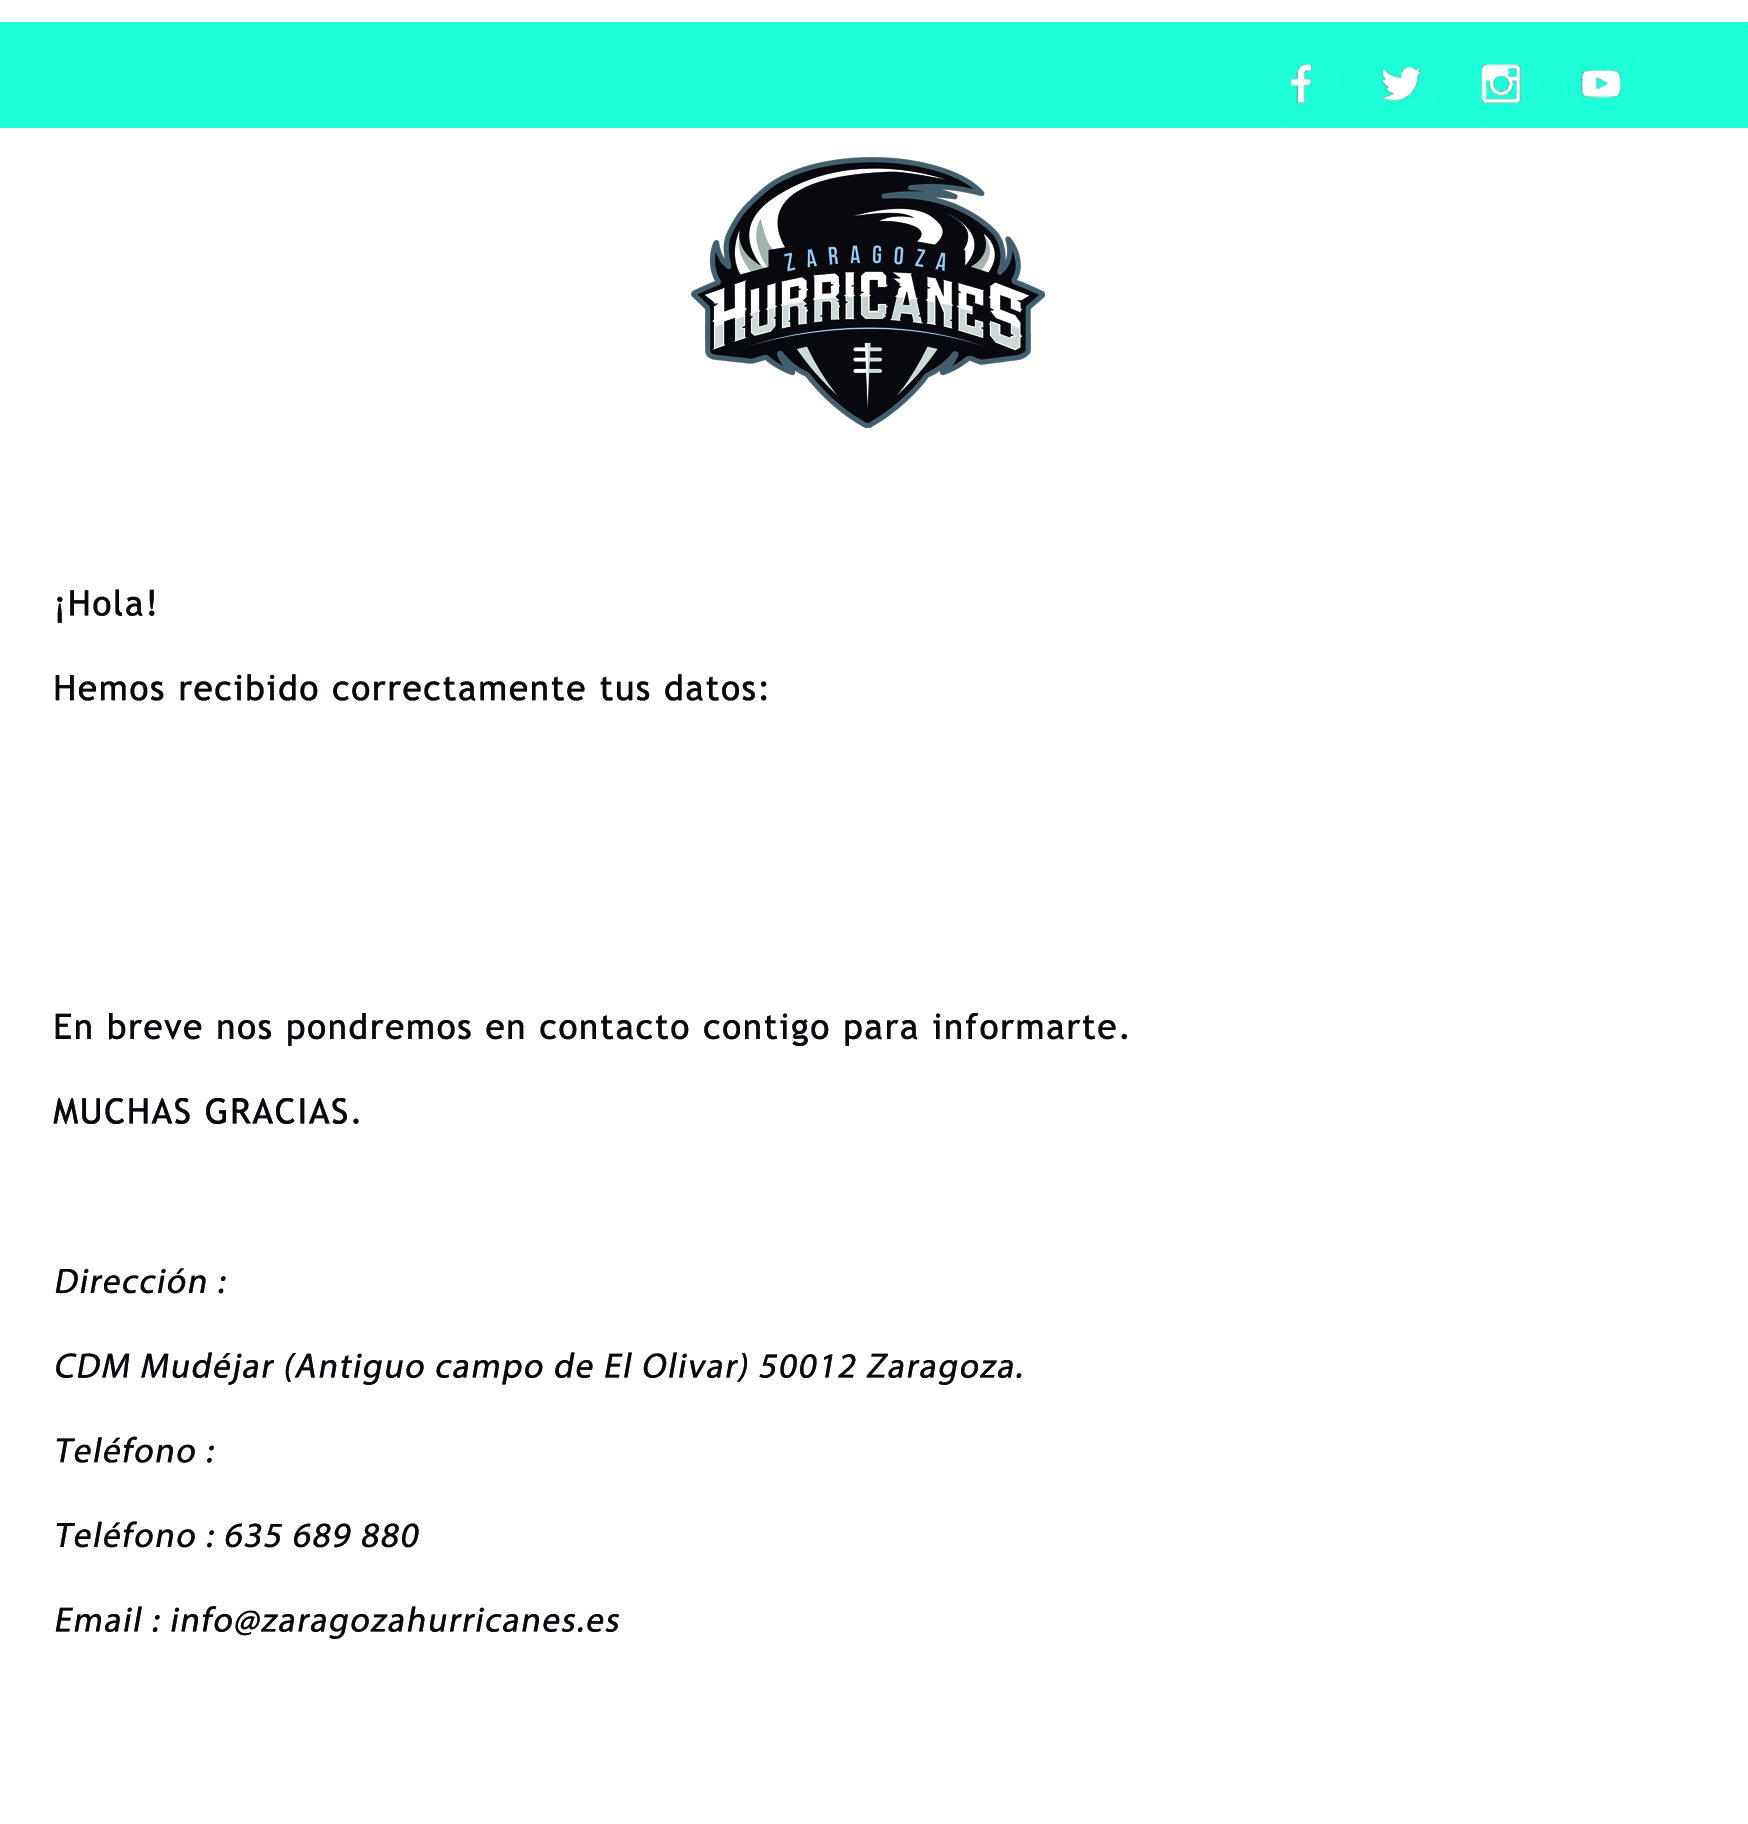 ZARAGOZA
HURRICANES
¡Hola!
Hemos recibido correctamente tus datos:
En breve nos pondremos en contacto contigo para informarte.
MUCHAS GRACIAS.
Dirección :
CDM Mudéjar (Antiguo campo de El Olivar) 50012 Zaragoza.
Teléfono :
Teléfono : 635 689 880
Email : info@zaragozahurricanes.es